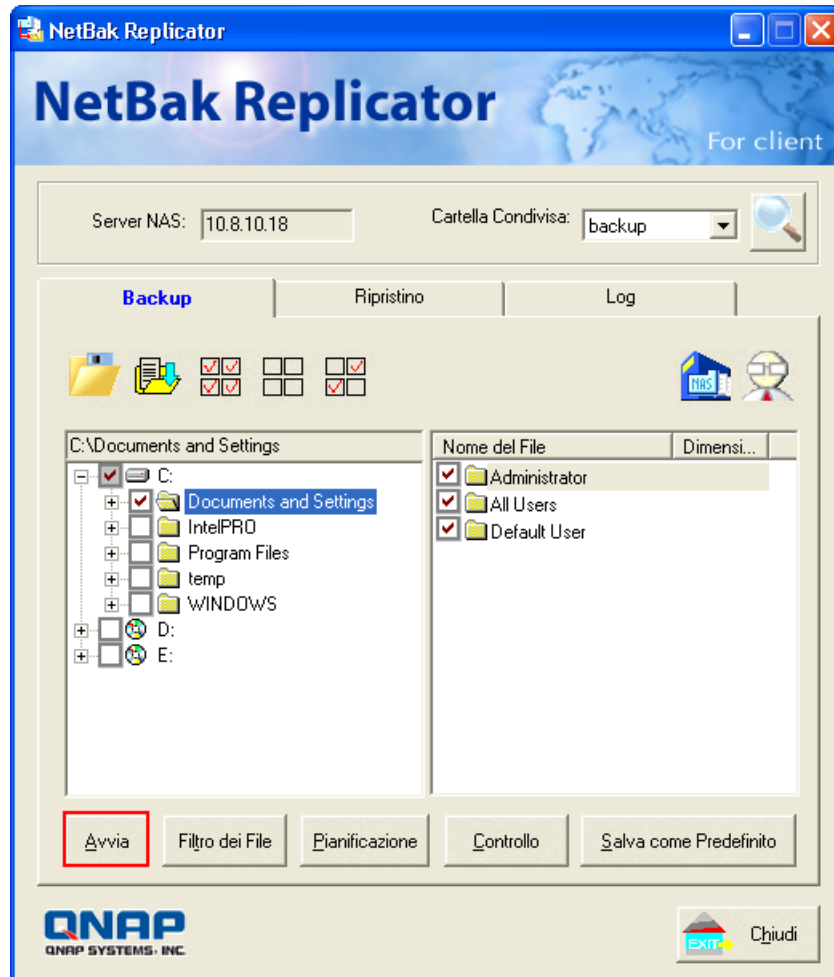 NetBak Replicator
NetBak Replicator
For client
Server NAS: 10.8.10.18 Cartella Condivisa: backup
Backup Ripristino Log
NAS
C:\Documents and Settings
C:
Documents and Settings
IntelPRO
Program Files
temp
WINDOWS
D:
E:
Nome del File Dimensi...
Administrator
All Users
Default User
Avvia Filtro dei File Pianificazione Controllo Salva come Predefinito
QNAP
QNAP SYSTEMS, INC
EXIT Chiudi